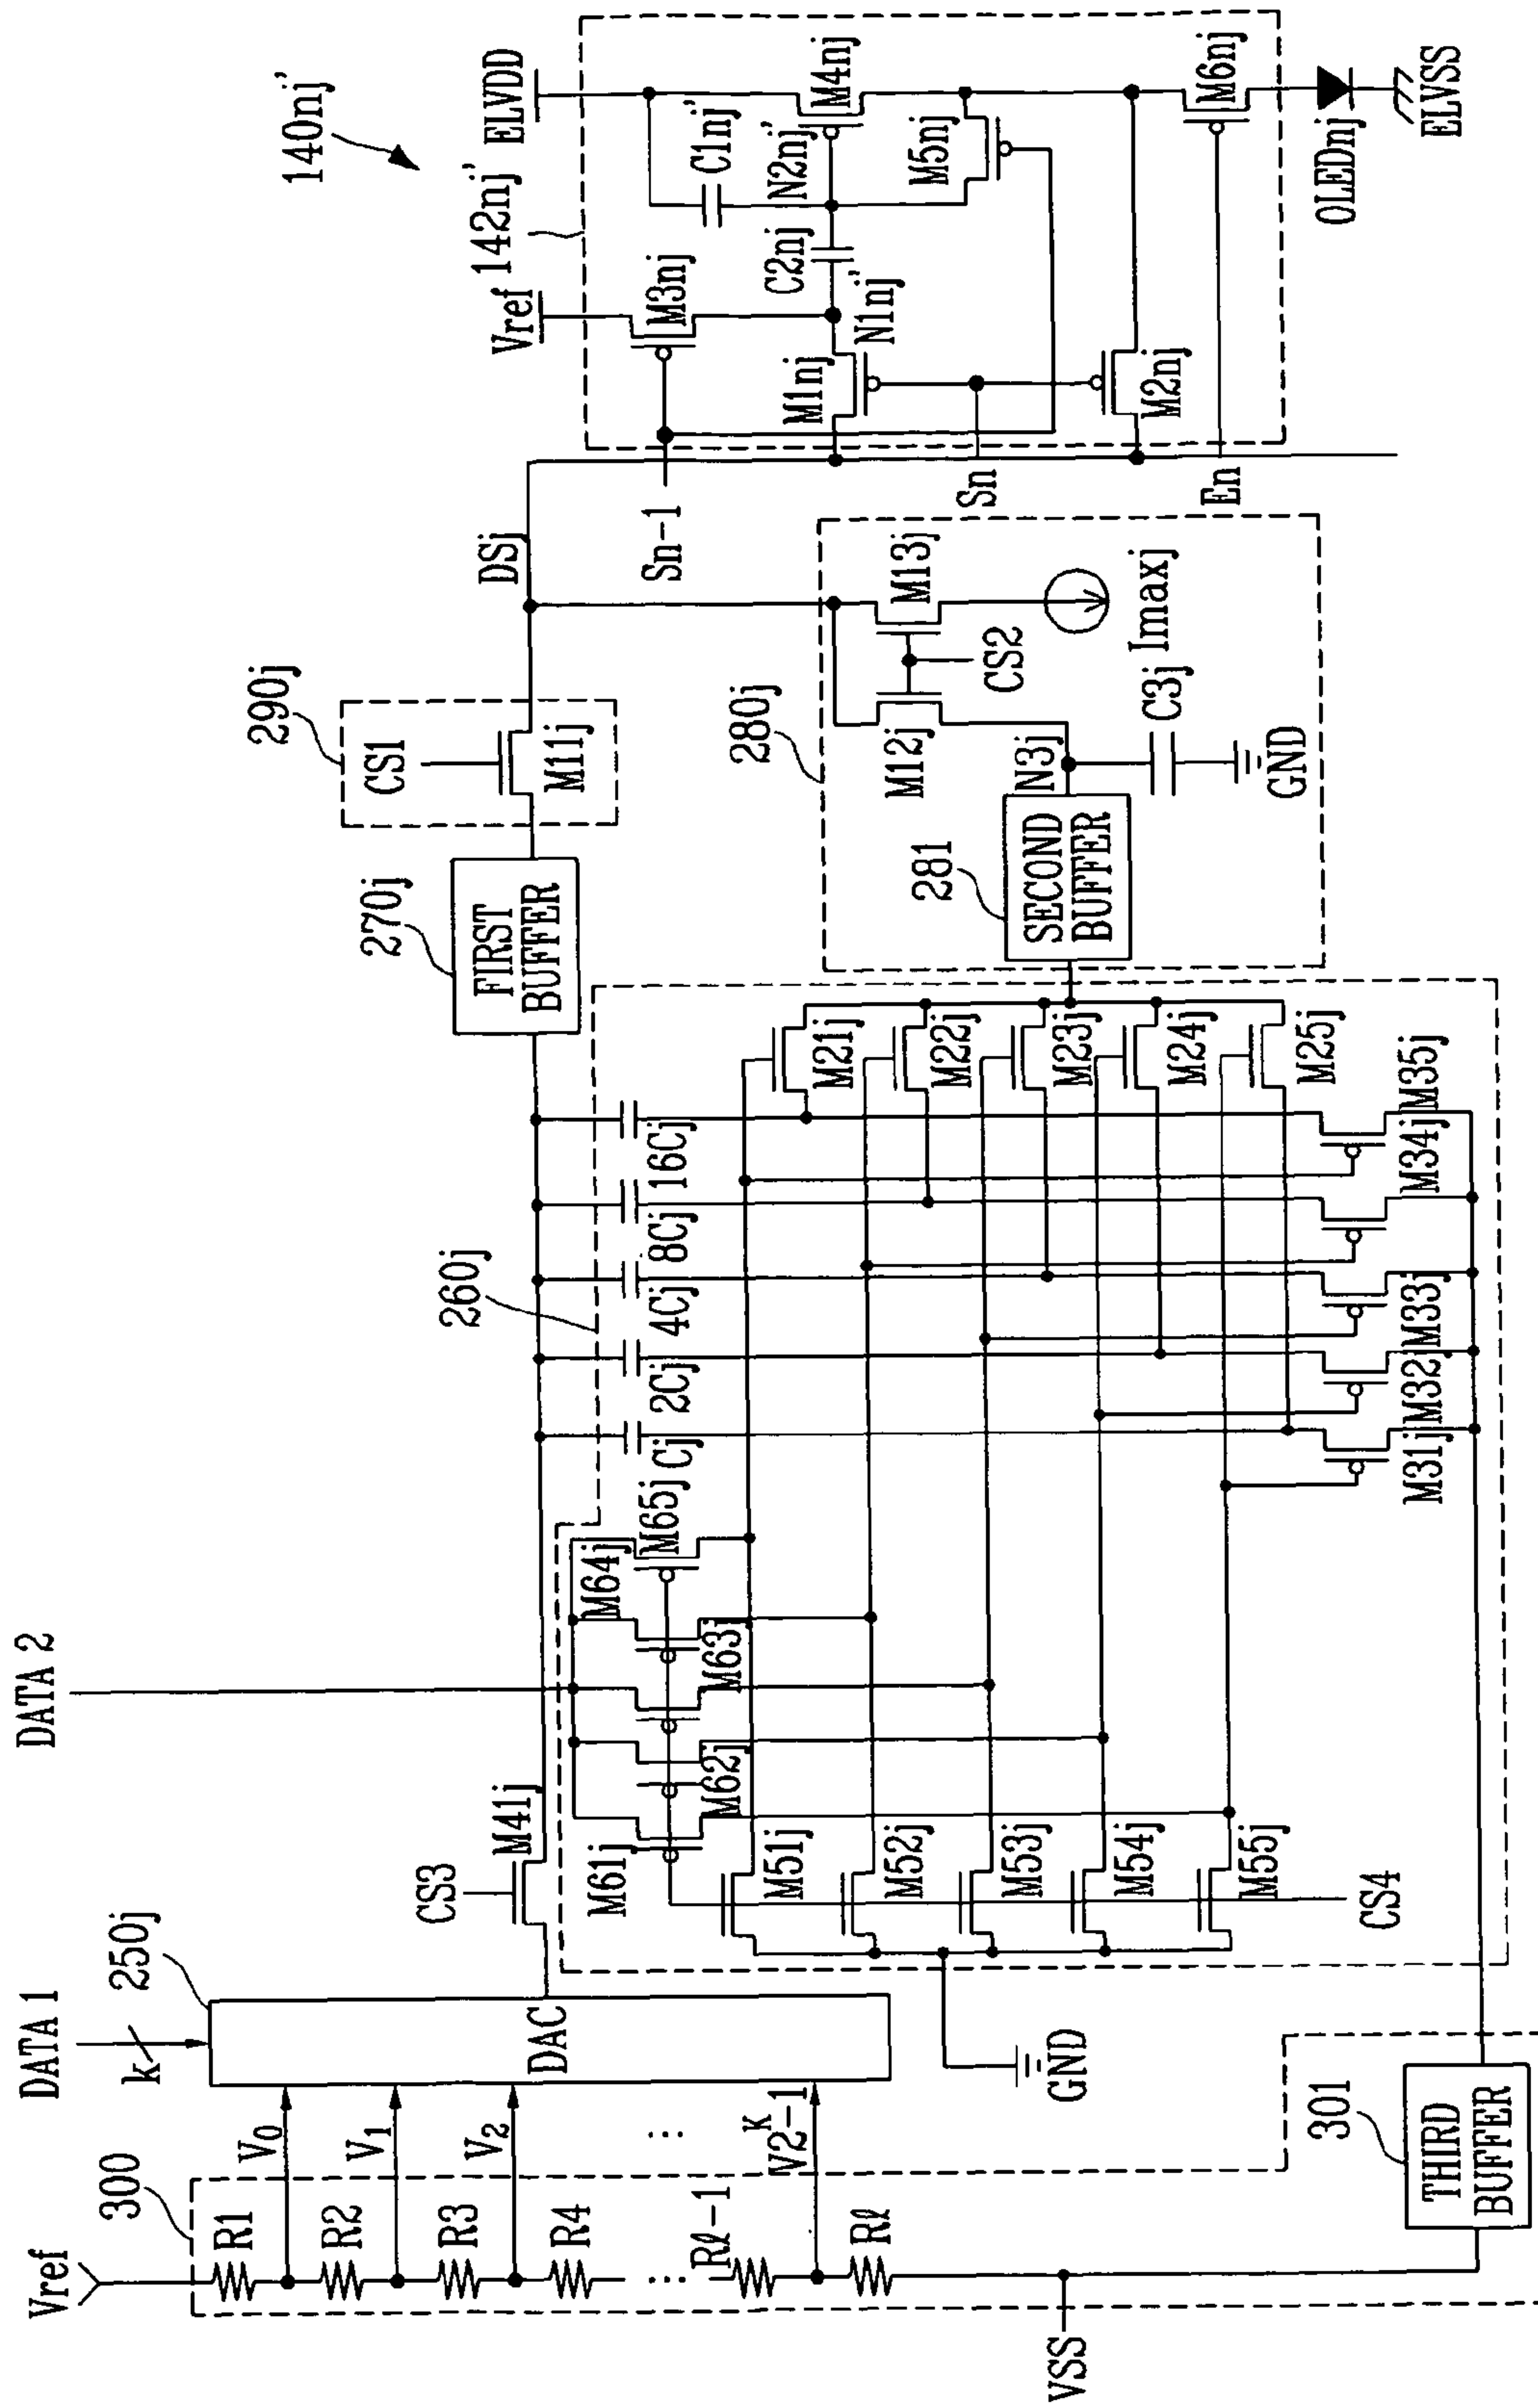 140nj''
142nj''
ELVDD
C1nj''
M4nj
N2nj''
M5nj
M6nj
OLEDnj
ELVSS
Vref
M3nj
C2nj
N1nj''
M1nj
M2nj
Sn-1
Sn
En
DSj
290j
CS1
M11j
280j
M13j
CS2
M12j
Imaxj
C3j
N3j
GND
281
SECOND
BUFFER
270j
FIRST
BUFFER
260j
16Cj
8Cj
4Cj
2Cj
Cj
M21j
M22j
M23j
M24j
M25j
M35j
M34j
M33j
M32j
M31j
M65j
M64j
M63j
M62j
M61j
M51j
M52j
M53j
M54j
M55j
CS4
DATA 2
CS3
M41j
DATA 1
k
250j
DAC
GND
300
Vref
V0
V1
V2
⋯
V2K-1
R1
R2
R3
R4
⋯
Rℓ-1
Rℓ
VSS
301
THIRD
BUFFER